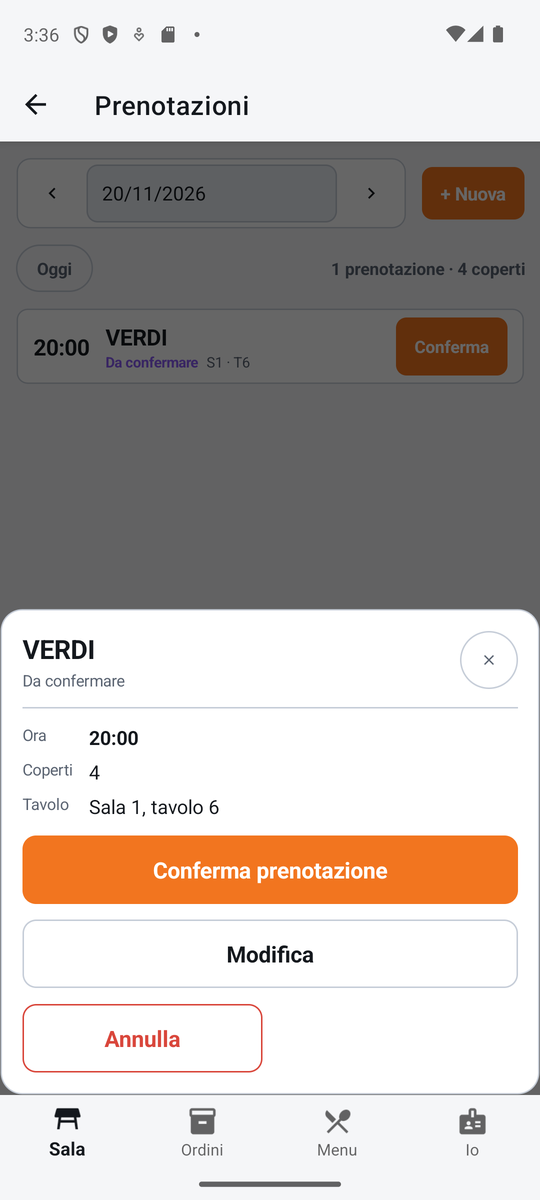 3:36
Prenotazioni
20/11/2026
+ Nuova
Oggi
1 prenotazione · 4 coperti
20:00
VERDI
Da confermare S1 · T6
Conferma
VERDI
Da confermare
Ora 20:00
Coperti 4
Tavolo Sala 1, tavolo 6
Conferma prenotazione
Modifica
Annulla
Sala Ordini Menu Io